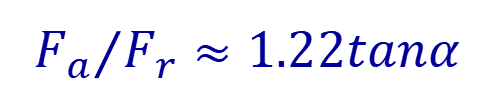 Fₐ/Fᵣ ≈ 1.22tanα